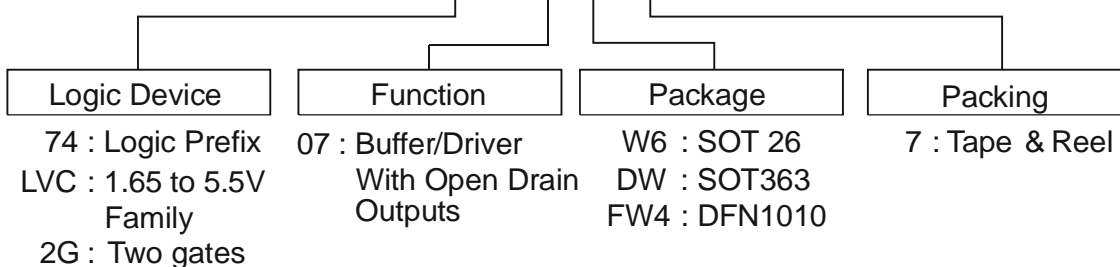 Logic Device
74 : Logic Prefix
LVC : 1.65 to 5.5V
Family
2G : Two gates
Function
07 : Buffer/Driver
With Open Drain
Outputs
Package
W6 : SOT 26
DW : SOT363
FW4 : DFN1010
Packing
7 : Tape & Reel